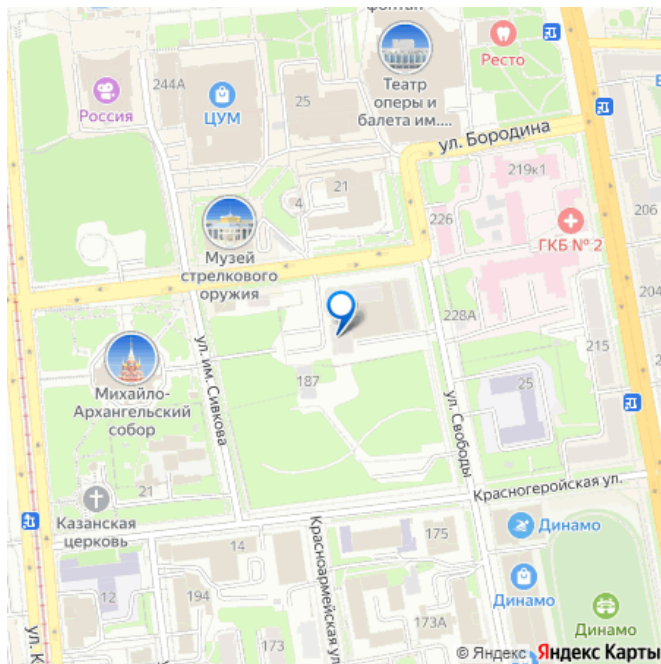 фонтан
Ресто
244А
Россия
ЦУМ
25
Театр
оперы и
балета им....
ул. Бородина
219к1
206
21
4
226
ГКБ № 2
Музей
стрелкового
оружия
204
228А
215
187
25
Михайло-
Архангельский
собор
ул. им. Сивкова
ул. Свободы
21
Красногеройская ул.
Казанская
церковь
14
Красноармейская ул.
175
Динамо
12
194
173А
Динамо
173
Динамо
ул. К
© Яндекс Яндекс Карты